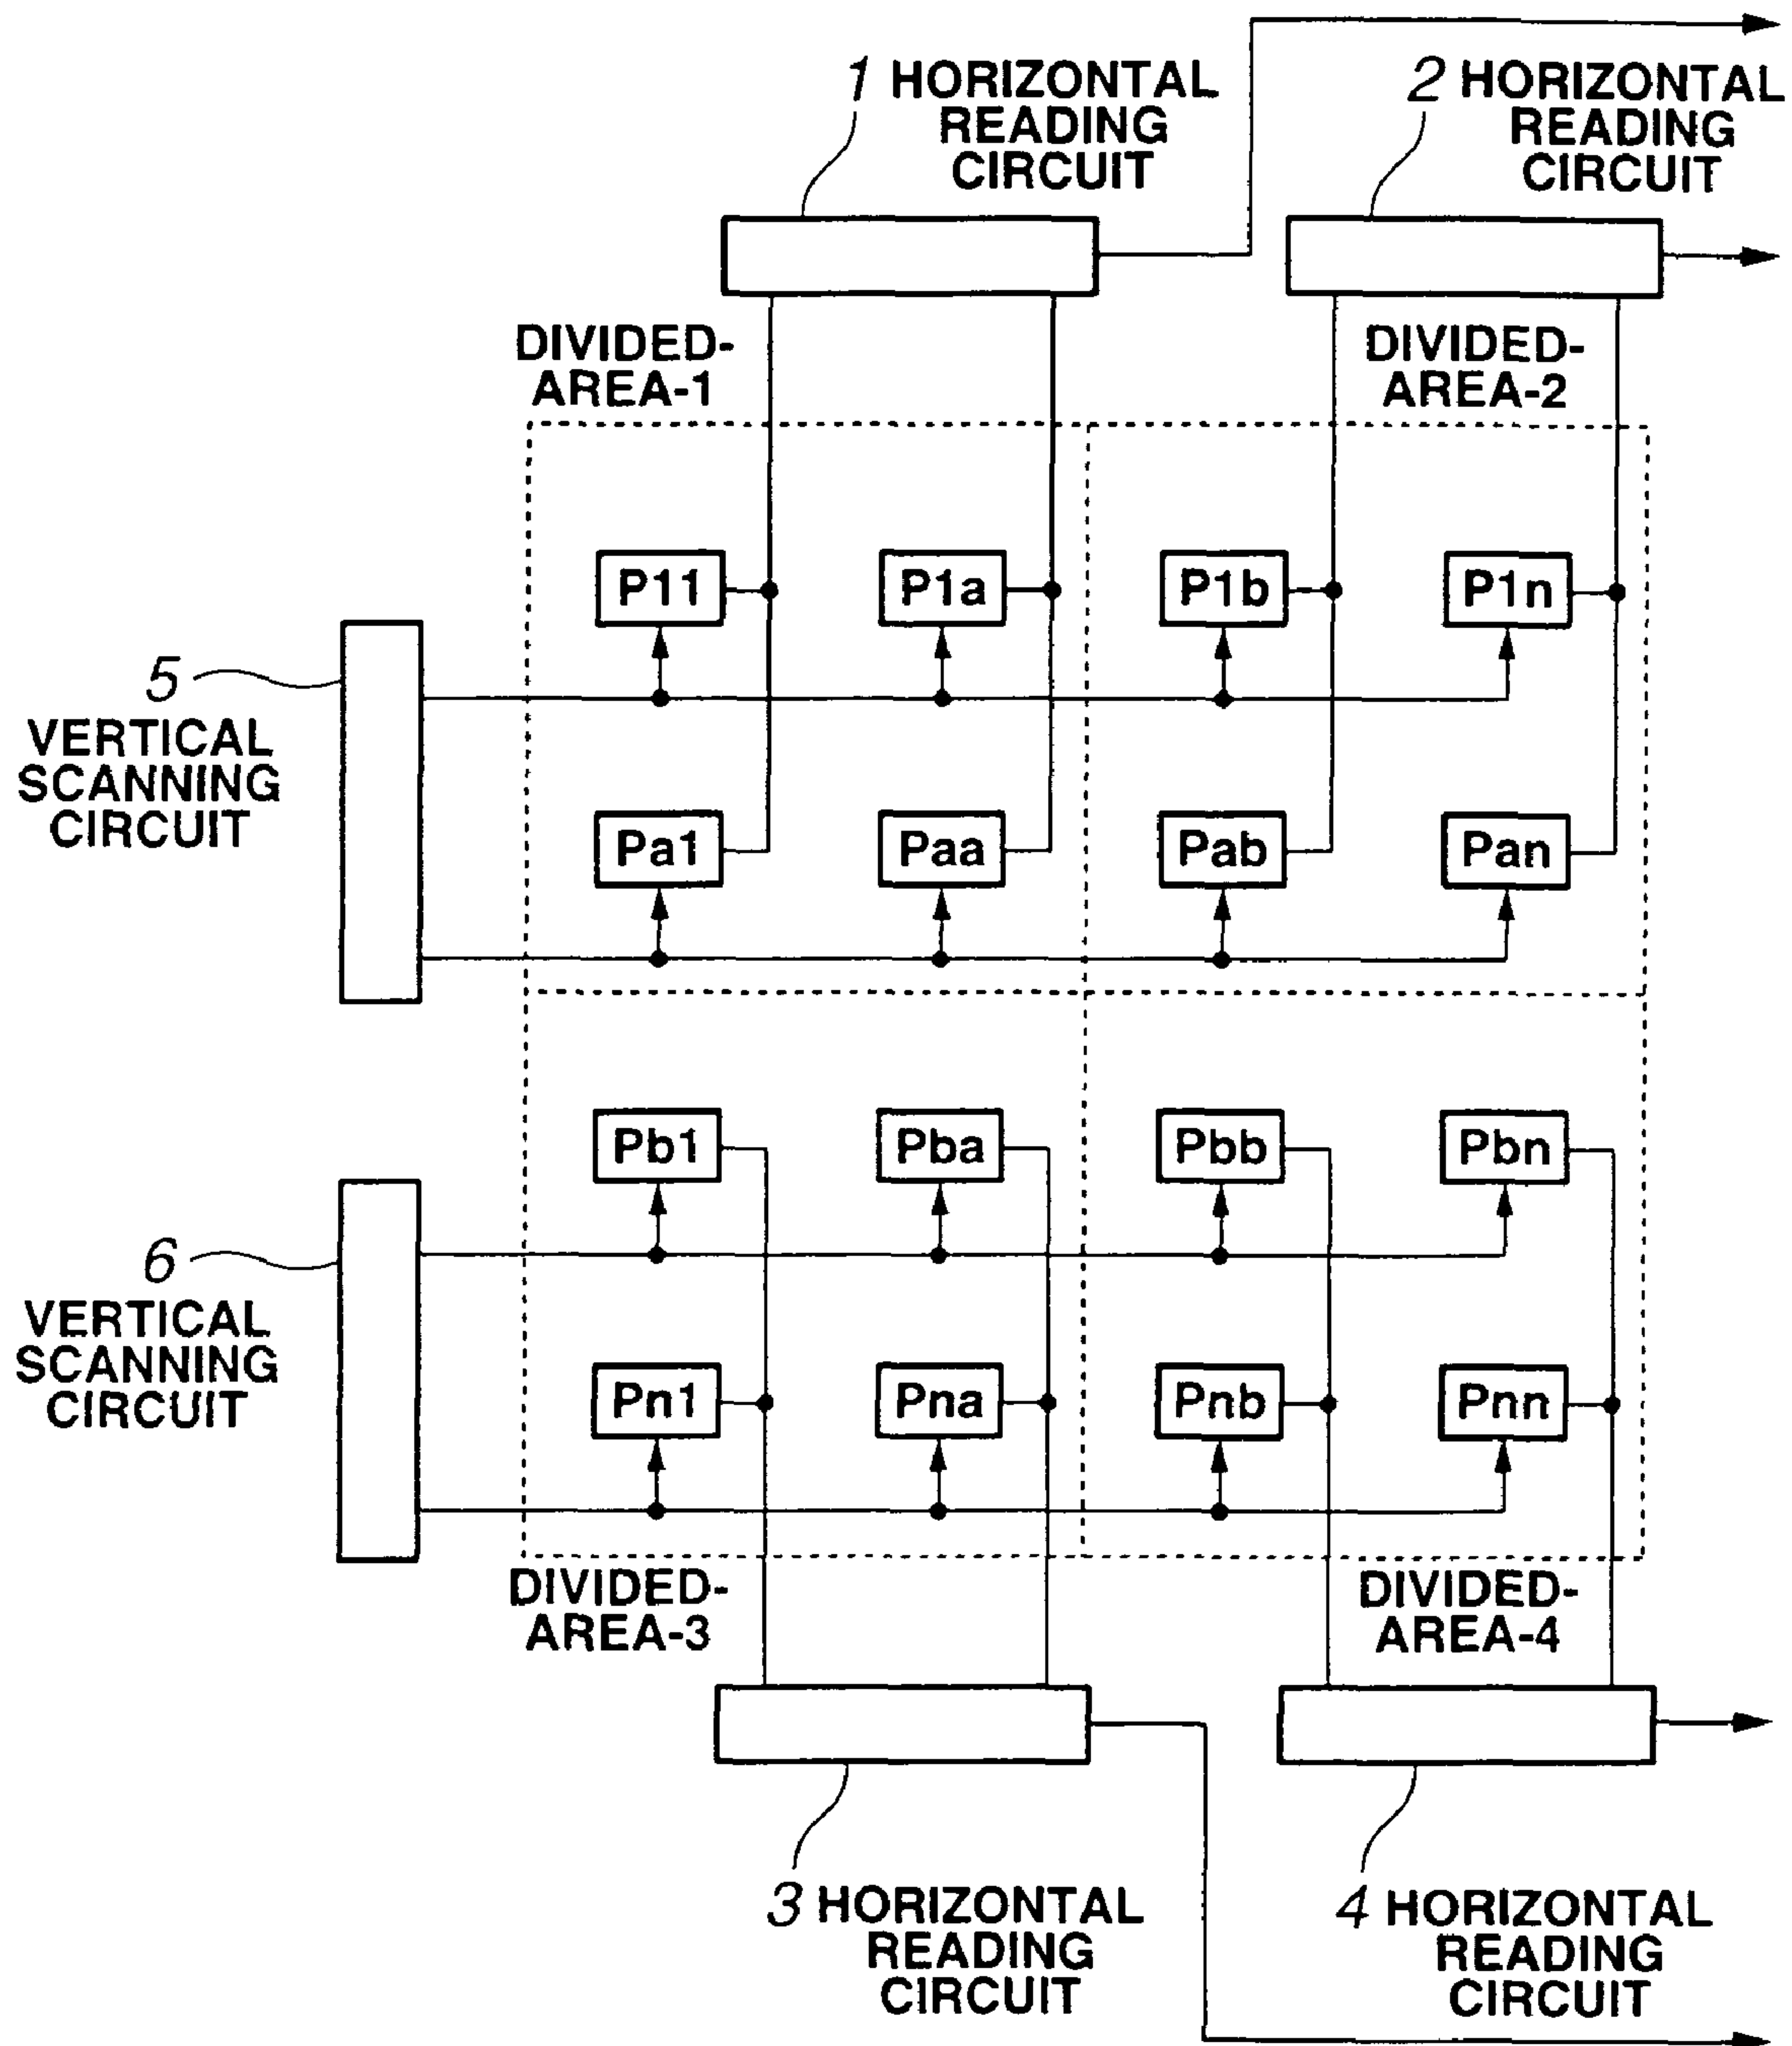 1 HORIZONTAL
READING
CIRCUIT
2 HORIZONTAL
READING
CIRCUIT
DIVIDED-
AREA-1
DIVIDED-
AREA-2
P11
P1a
P1b
P1n
5
VERTICAL
SCANNING
CIRCUIT
Pa1
Paa
Pab
Pan
Pb1
Pba
Pbb
Pbn
6
VERTICAL
SCANNING
CIRCUIT
Pn1
Pna
Pnb
Pnn
DIVIDED-
AREA-3
DIVIDED-
AREA-4
3 HORIZONTAL
READING
CIRCUIT
4 HORIZONTAL
READING
CIRCUIT